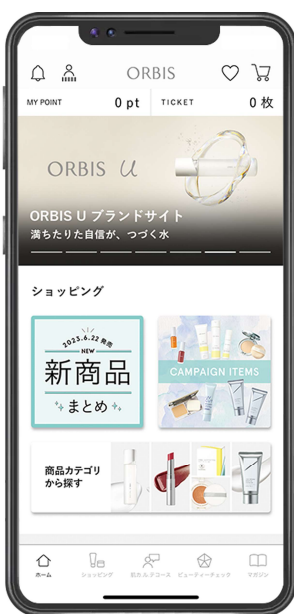 ORBIS
MY POINT 0 pt TICKET 0 枚
ORBIS U
ORBIS U ブランドサイト
満ちたりた自信が、つづく水
ショッピング
2023.6.22 発売
NEW
新商品
まとめ
CAMPAIGN ITEMS
商品カテゴリ
から探す
ホーム ショッピング ビューティーチェック マガジン